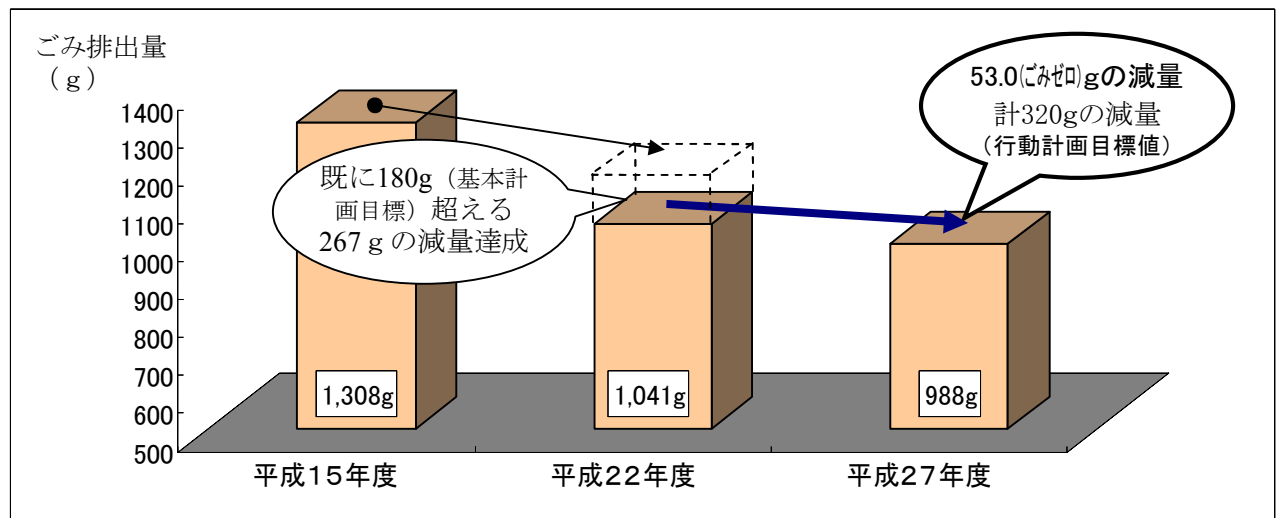 ごみ排出量
（ｇ）
1400
1300
1200
1100
1000
900
800
700
600
500
既に180g（基本計
画目標）超える
267ｇの減量達成
53.0(ごみゼロ)gの減量
計320gの減量
（行動計画目標値）
1,308g
1,041g
988g
平成１５年度
平成２２年度
平成２７年度